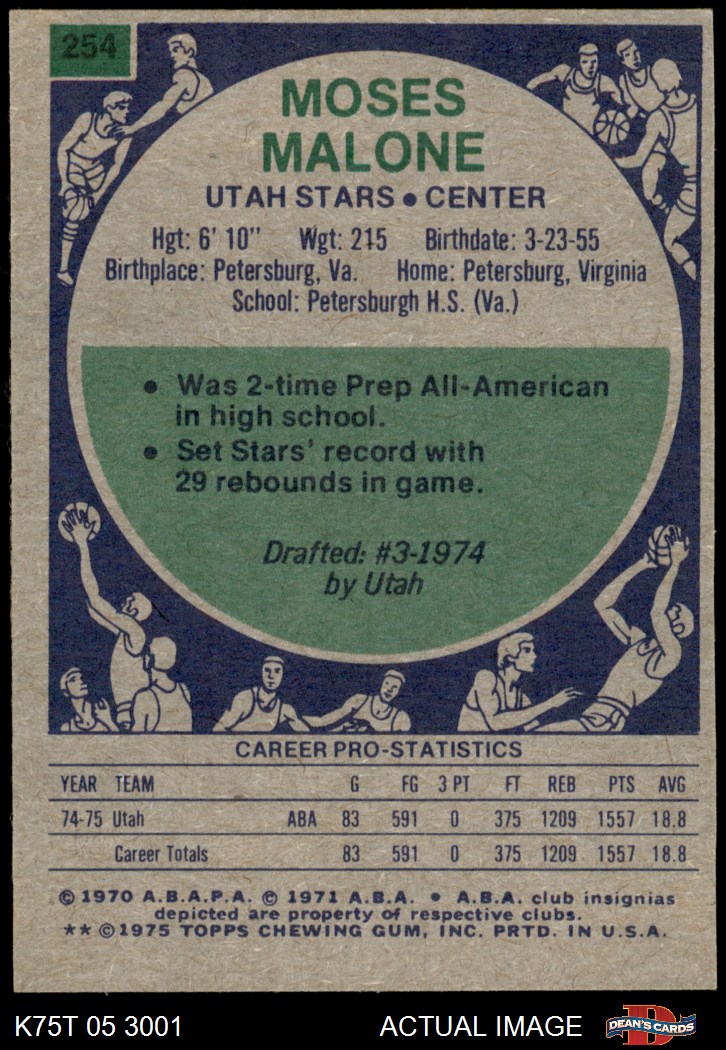 254
MOSES
MALONE
UTAH STARS • CENTER
Hgt: 6' 10" Wgt: 215 Birthdate: 3-23-55
Birthplace: Petersburg, Va. Home: Petersburg, Virginia
School: Petersburgh H.S. (Va.)
• Was 2-time Prep All-American
in high school.
• Set Stars' record with
29 rebounds in game.
Drafted: #3-1974
by Utah
CAREER PRO-STATISTICS
YEAR TEAM G FG 3 PT FT REB PTS AVG
74-75 Utah ABA 83 591 0 375 1209 1557 18.8
Career Totals 83 591 0 375 1209 1557 18.8
© 1970 A.B.A.P.A. © 1971 A.B.A. • A.B.A. club insignias
depicted are property of respective clubs.
** © 1975 TOPPS CHEWING GUM, INC. PRTD. IN U.S.A.
K75T 05 3001 ACTUAL IMAGE D DEAN'S CARDS